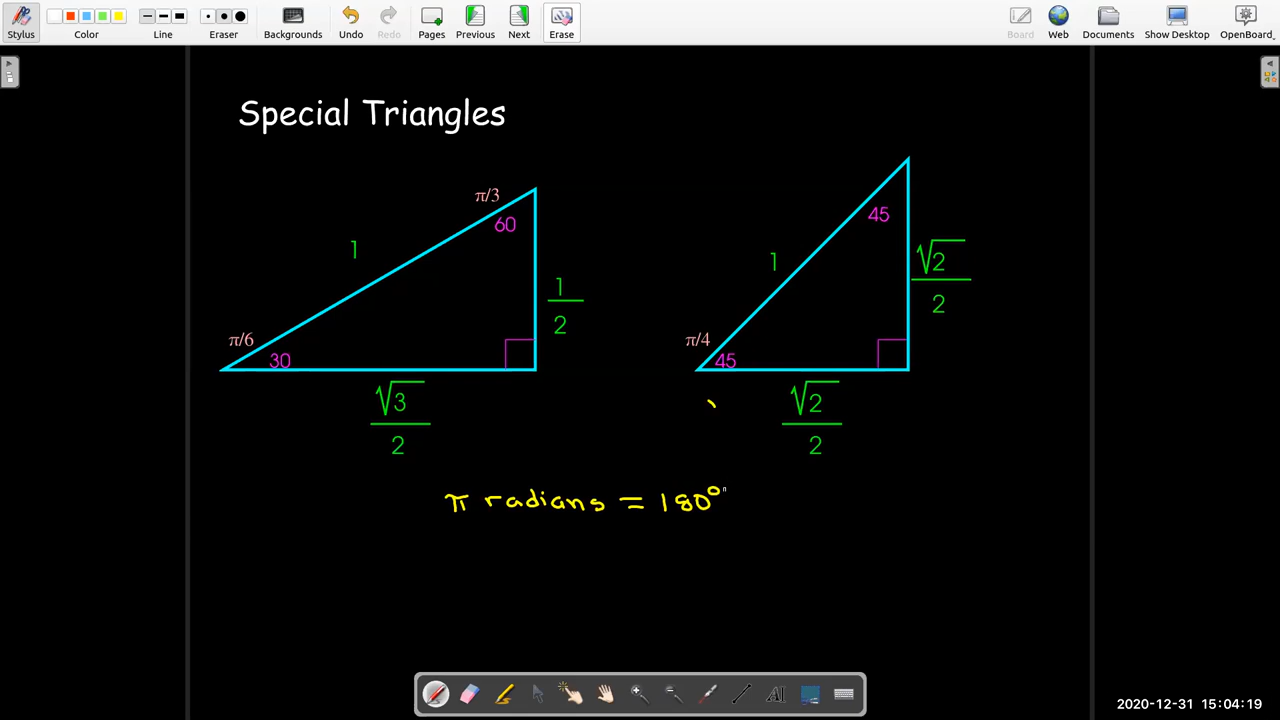 Stylus
Color
Line
Eraser
Backgrounds
Undo
Redo
Pages
Previous
Next
Erase
Board
Web
Documents
Show Desktop
OpenBoard
Special Triangles
π/3
60
1
1
2
π/6
30
√3
2
45
1
√2
2
π/4
45
√2
2
π radians = 180°
AI
2020-12-31 15:04:19